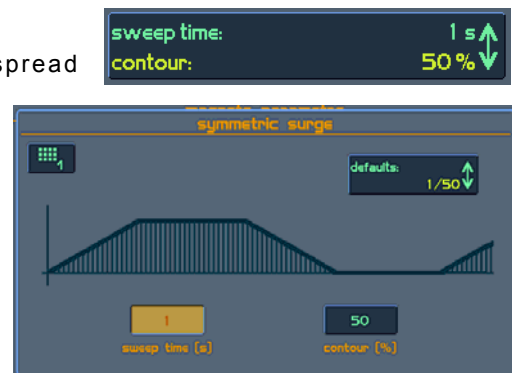 sweep time: 1 s
spread
contour: 50 %
symmetric surge
1
defaults:
1/50
1 50
sweep time [s] contour [%]